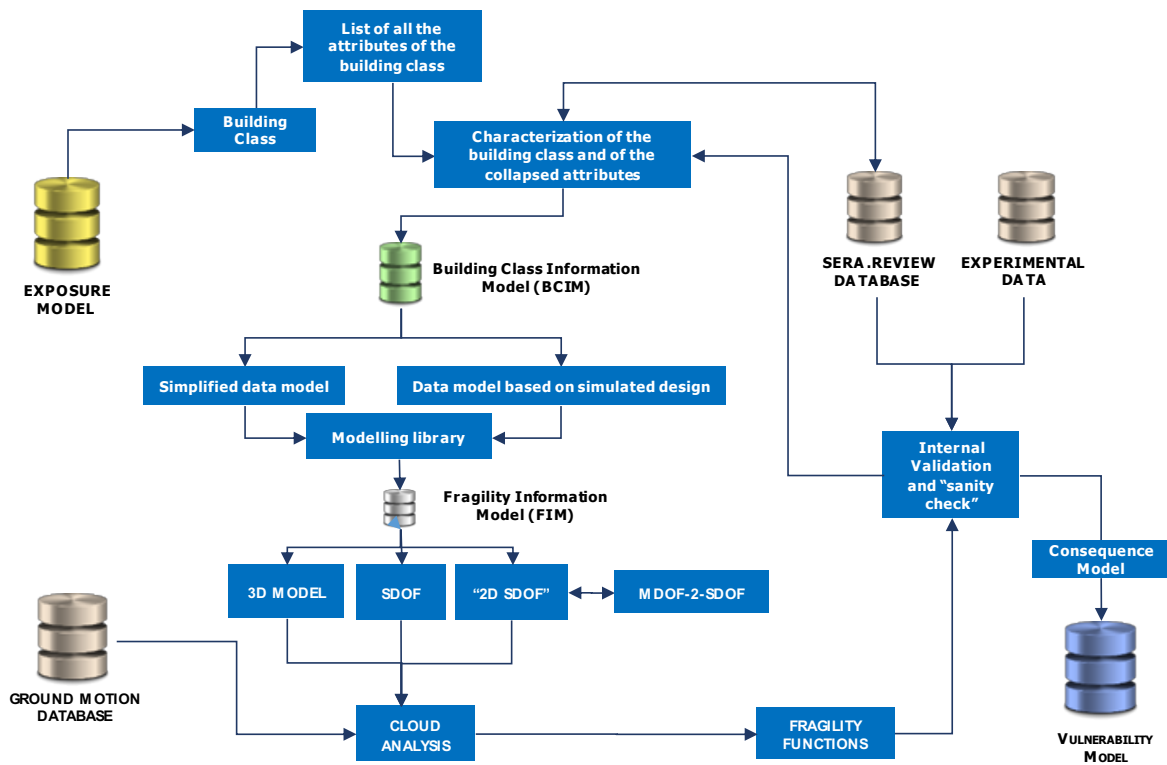 List of all the
attributes of the
building class
Building
Class
Characterization of the
building class and of the
collapsed attributes
EXPOSURE
MODEL
Building Class Information
Model (BCIM)
SERA.REVIEW
DATABASE
EXPERIMENTAL
DATA
Simplified data model
Data model based on simulated design
Modelling library
Internal
Validation
and “sanity
check”
Fragility Information
Model (FIM)
Consequence
Model
3D MODEL
SDOF
“2D SDOF”
MDOF-2-SDOF
GROUND MOTION
DATABASE
CLOUD
ANALYSIS
FRAGILITY
FUNCTIONS
VULNERABILITY
MODEL